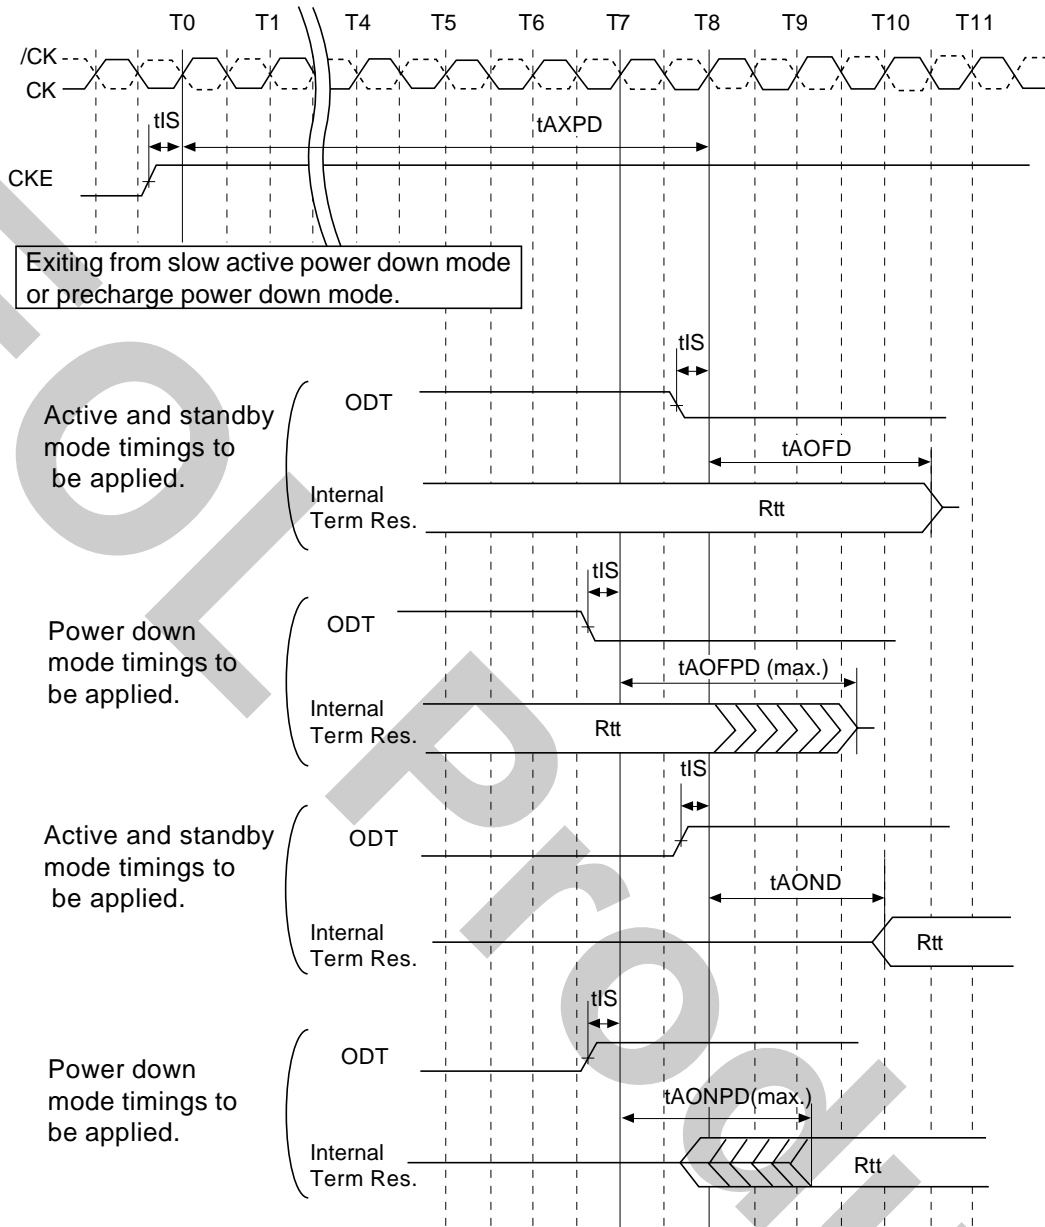 T0 T1 T4 T5 T6 T7 T8 T9 T10 T11
/CK
CK
tIS
tAXPD
CKE
Exiting from slow active power down mode
or precharge power down mode.
tIS
ODT
Active and standby
mode timings to
be applied.
tAOFD
Internal
Term Res.
Rtt
tIS
ODT
Power down
mode timings to
be applied.
tAOFPD (max.)
Internal
Term Res.
Rtt
tIS
ODT
Active and standby
mode timings to
be applied.
tAOND
Internal
Term Res.
Rtt
tIS
ODT
Power down
mode timings to
be applied.
tAONPD(max.)
Internal
Term Res.
Rtt